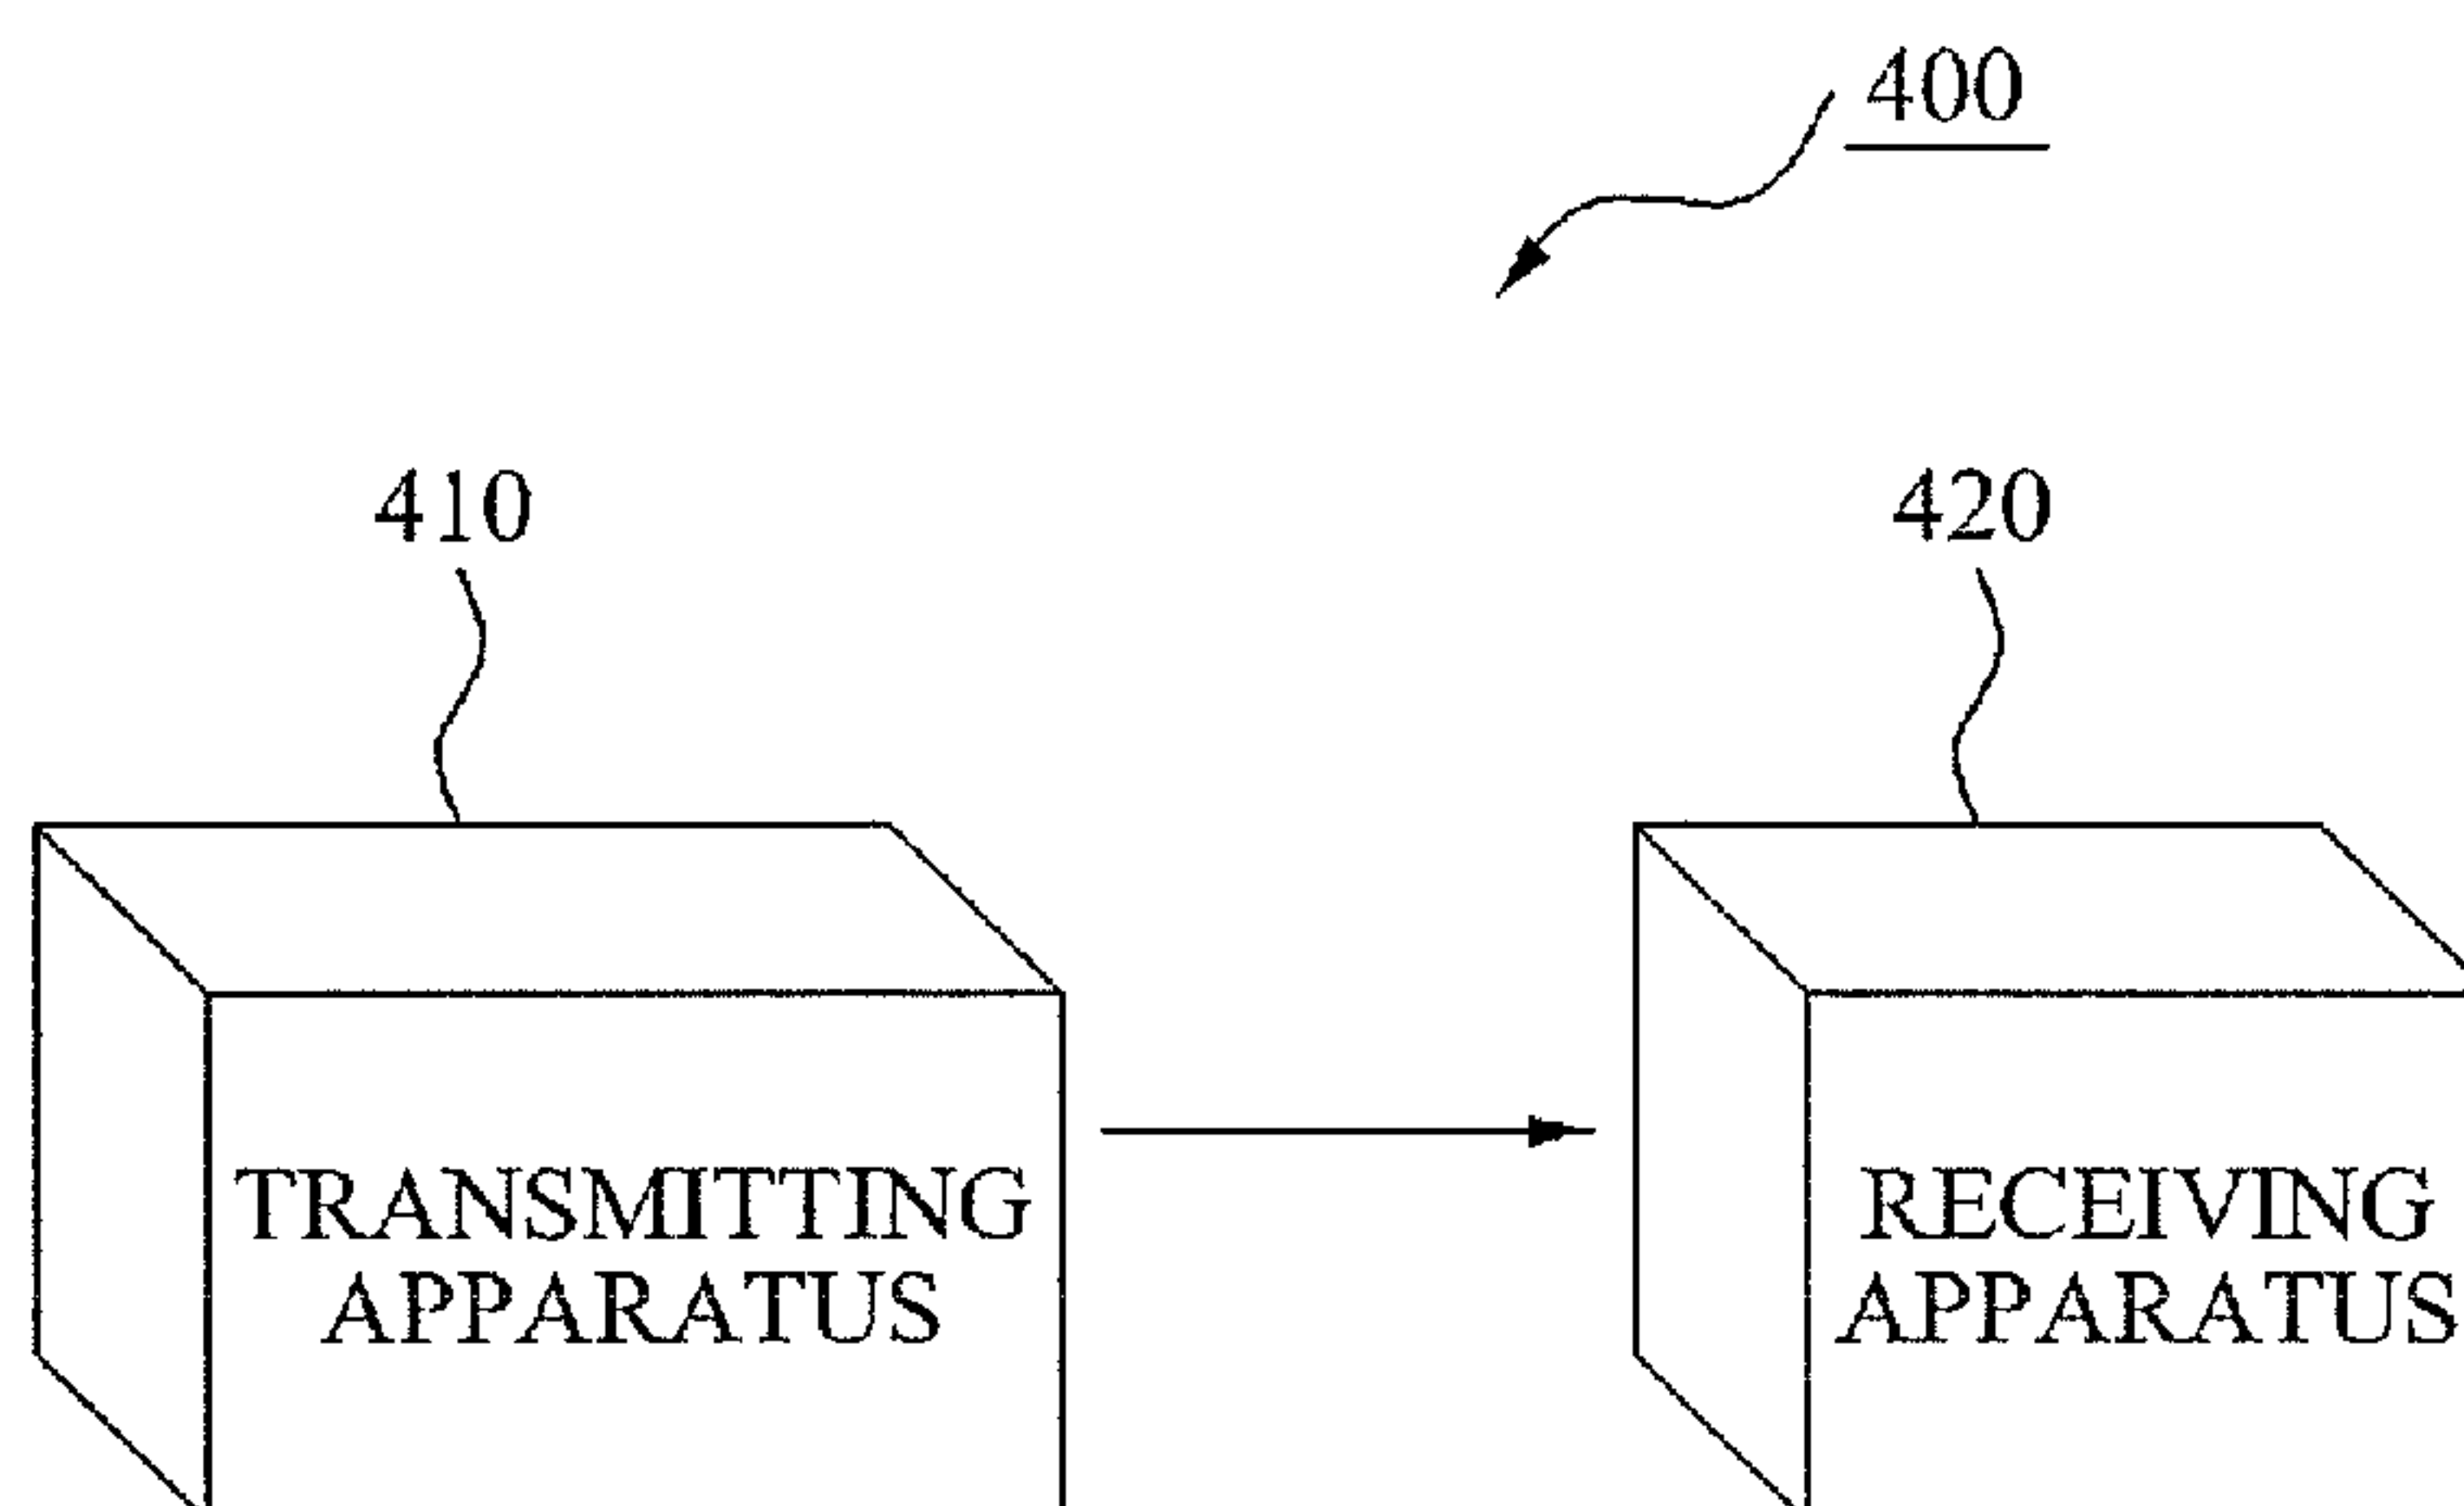 400
410
420
TRANSMITTING
APPARATUS
RECEIVING
APPARATUS